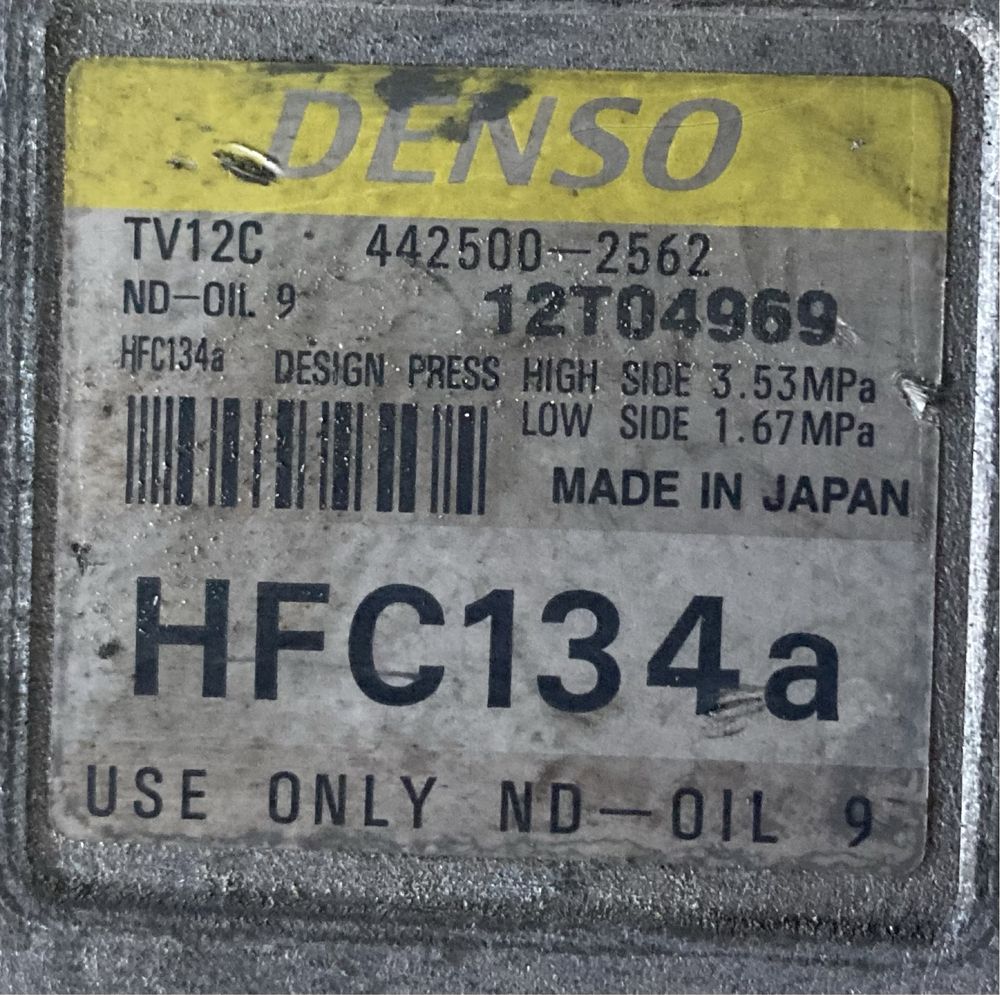 DENSO
TV12C 442500-2562
ND-OIL 9 12T04969
HFC134a DESIGN PRESS HIGH SIDE 3.53MPa
LOW SIDE 1.67MPa
MADE IN JAPAN
HFC134a
USE ONLY ND-OIL 9